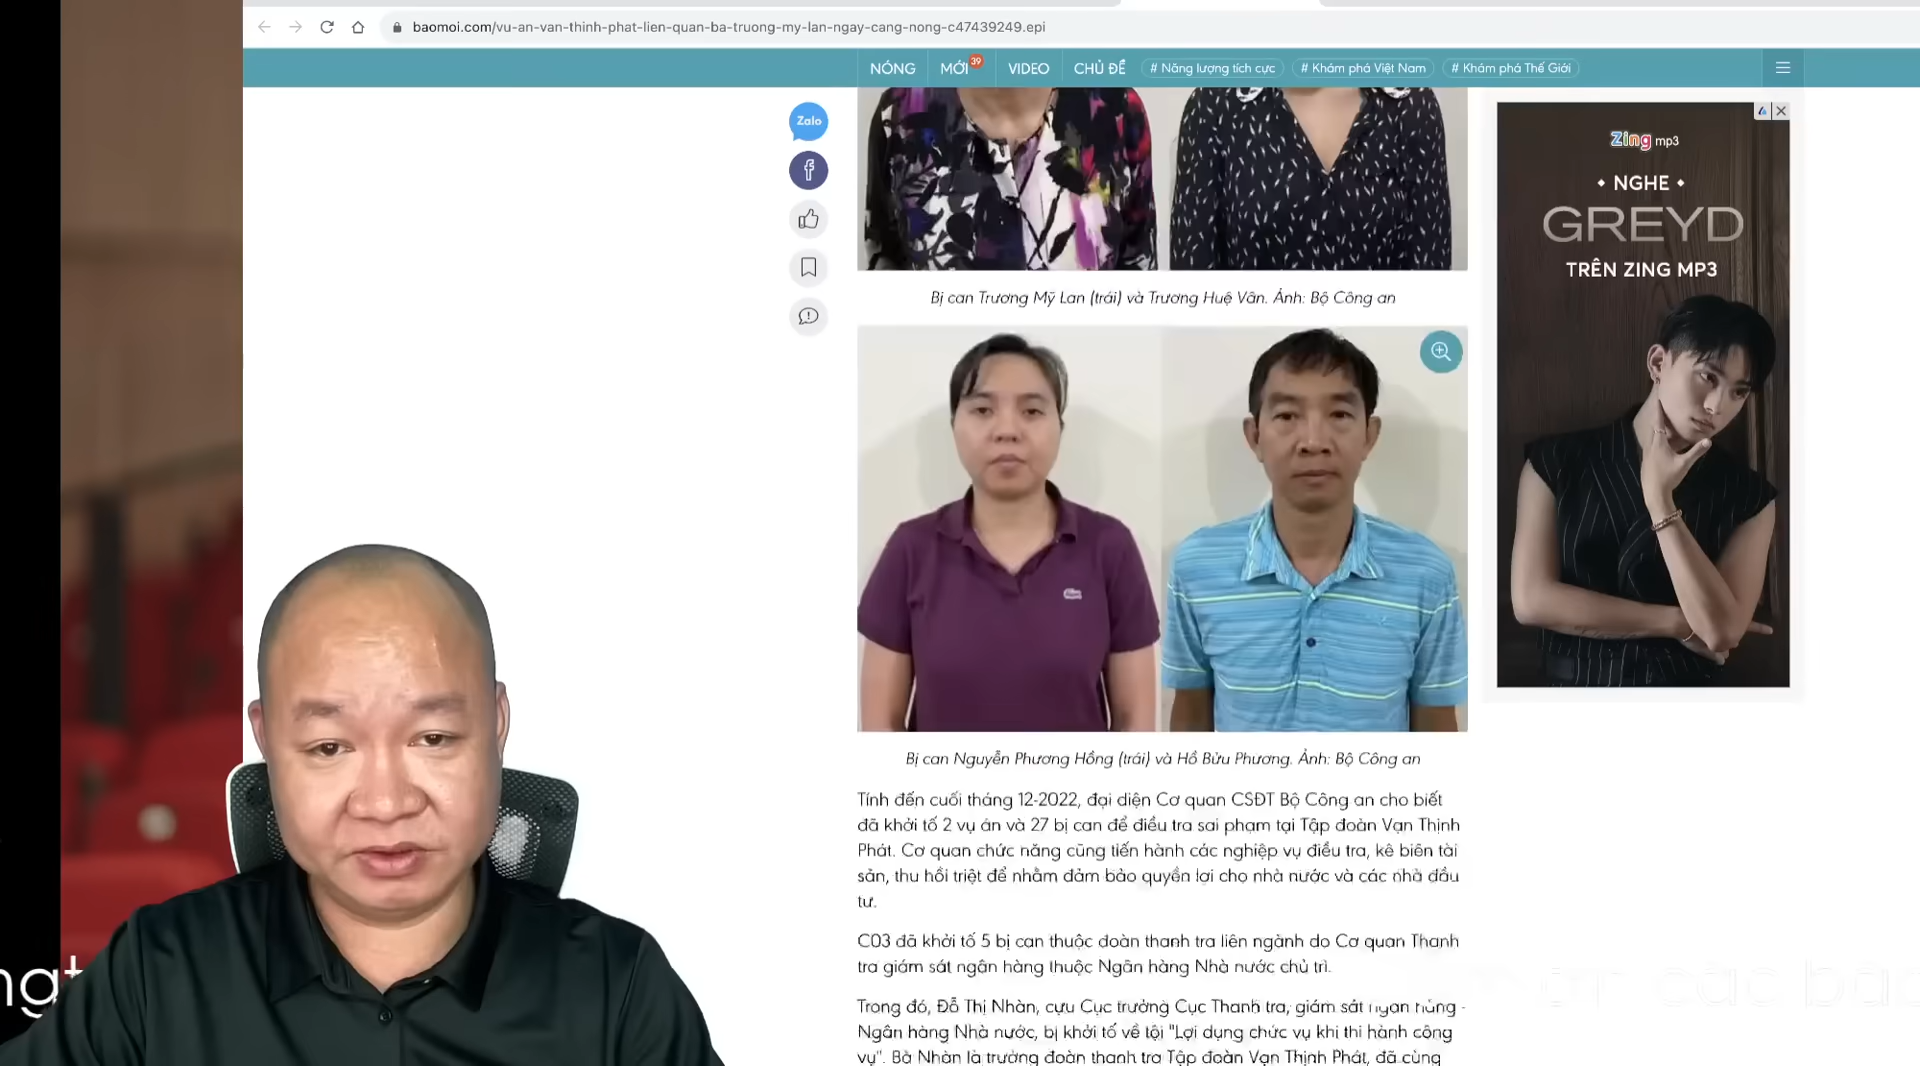 baomoi.com/vu-an-van-thinh-phat-lien-quan-ba-truong-my-lan-ngay-cang-nong-c47439249.epi
NÓNG MỚI 39 VIDEO CHỦ ĐỀ # Năng lượng tích cực # Khám phá Việt Nam # Khám phá Thế Giới
Zalo
Zing mp3
• NGHE •
GREYD
TRÊN ZING MP3
Bị can Trương Mỹ Lan (trái) và Trương Huệ Vân. Ảnh: Bộ Công an
Bị can Nguyễn Phương Hồng (trái) và Hồ Bửu Phương. Ảnh: Bộ Công an
Tính đến cuối tháng 12-2022, đại diện Cơ quan CSĐT Bộ Công an cho biết
đã khởi tố 2 vụ án và 27 bị can để điều tra sai phạm tại Tập đoàn Vạn Thịnh
Phát. Cơ quan chức năng cũng tiến hành các nghiệp vụ điều tra, kê biên tài
sản, thu hồi triệt để nhằm đảm bảo quyền lợi cho nhà nước và các nhà đầu
tư.
C03 đã khởi tố 5 bị can thuộc đoàn thanh tra liên ngành do Cơ quan Thanh
tra giám sát ngân hàng thuộc Ngân hàng Nhà nước chủ trì.
Trong đó, Đỗ Thị Nhàn, cựu Cục trưởng Cục Thanh tra, giám sát ngân hàng -
Ngân hàng Nhà nước, bị khởi tố về tội "Lợi dụng chức vụ khi thi hành công
vụ". Bà Nhàn là trưởng đoàn thanh tra Tập đoàn Vạn Thịnh Phát, đã cùng